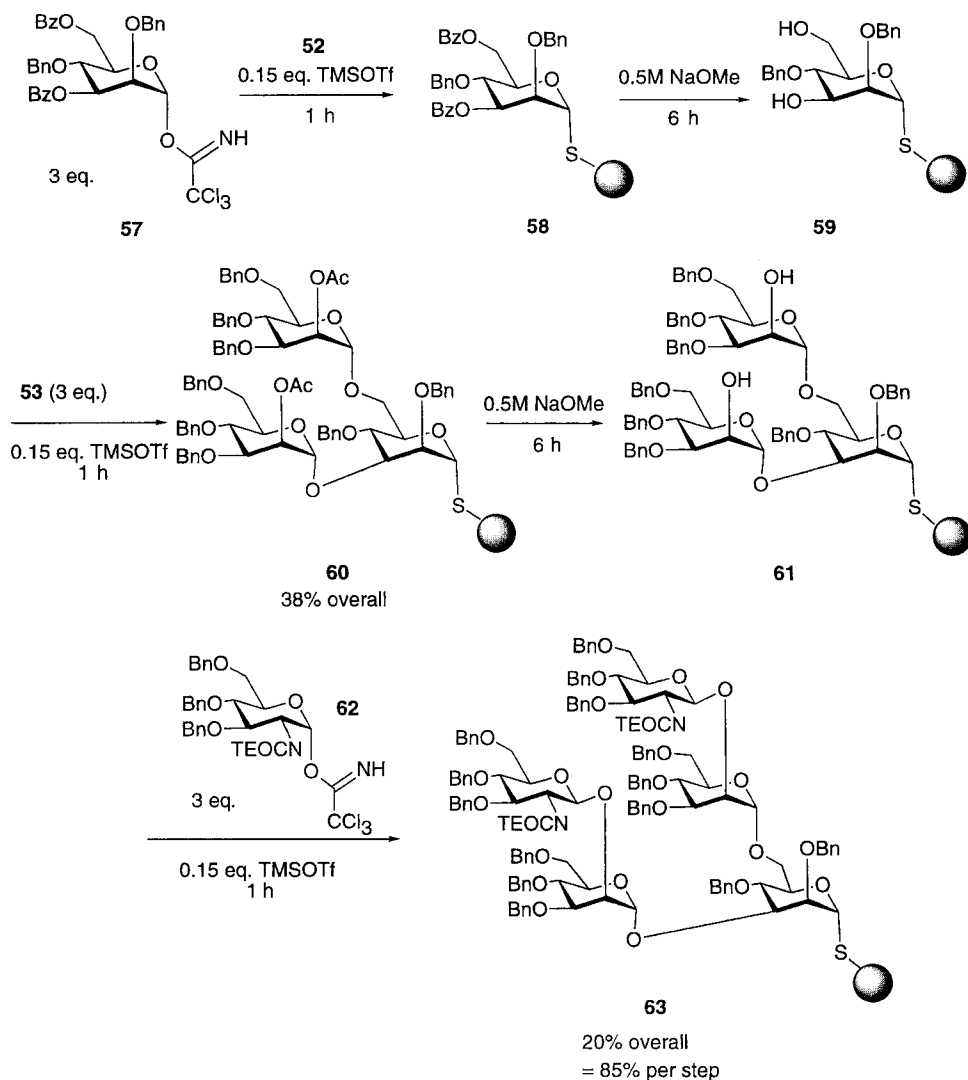 BzO OBn
BnO O
BzO
O NH
3 eq. CCl3
57
52
0.15 eq. TMSOTf
1 h
BzO OBn
BnO O
BzO
S
58
0.5M NaOMe
6 h
HO OBn
BnO O
HO
S
59
53 (3 eq.)
0.15 eq. TMSOTf
1 h
BnO OAc
BnO O
BnO
BnO OAc O OBn
BnO O BnO O
BnO
O S
60
38% overall
0.5M NaOMe
6 h
BnO OH
BnO O
BnO
BnO OH O OBn
BnO O BnO O
BnO
O S
61
BnO
BnO O 62
BnO
TEOCN
O NH
3 eq.
CCl3
0.15 eq. TMSOTf
1 h
BnO
BnO O O
BnO
TEOCN
BnO BnO
BnO O O BnO O
BnO BnO
TEOCN
BnO O OBn
BnO O BnO O
BnO
O S
63
20% overall
= 85% per step